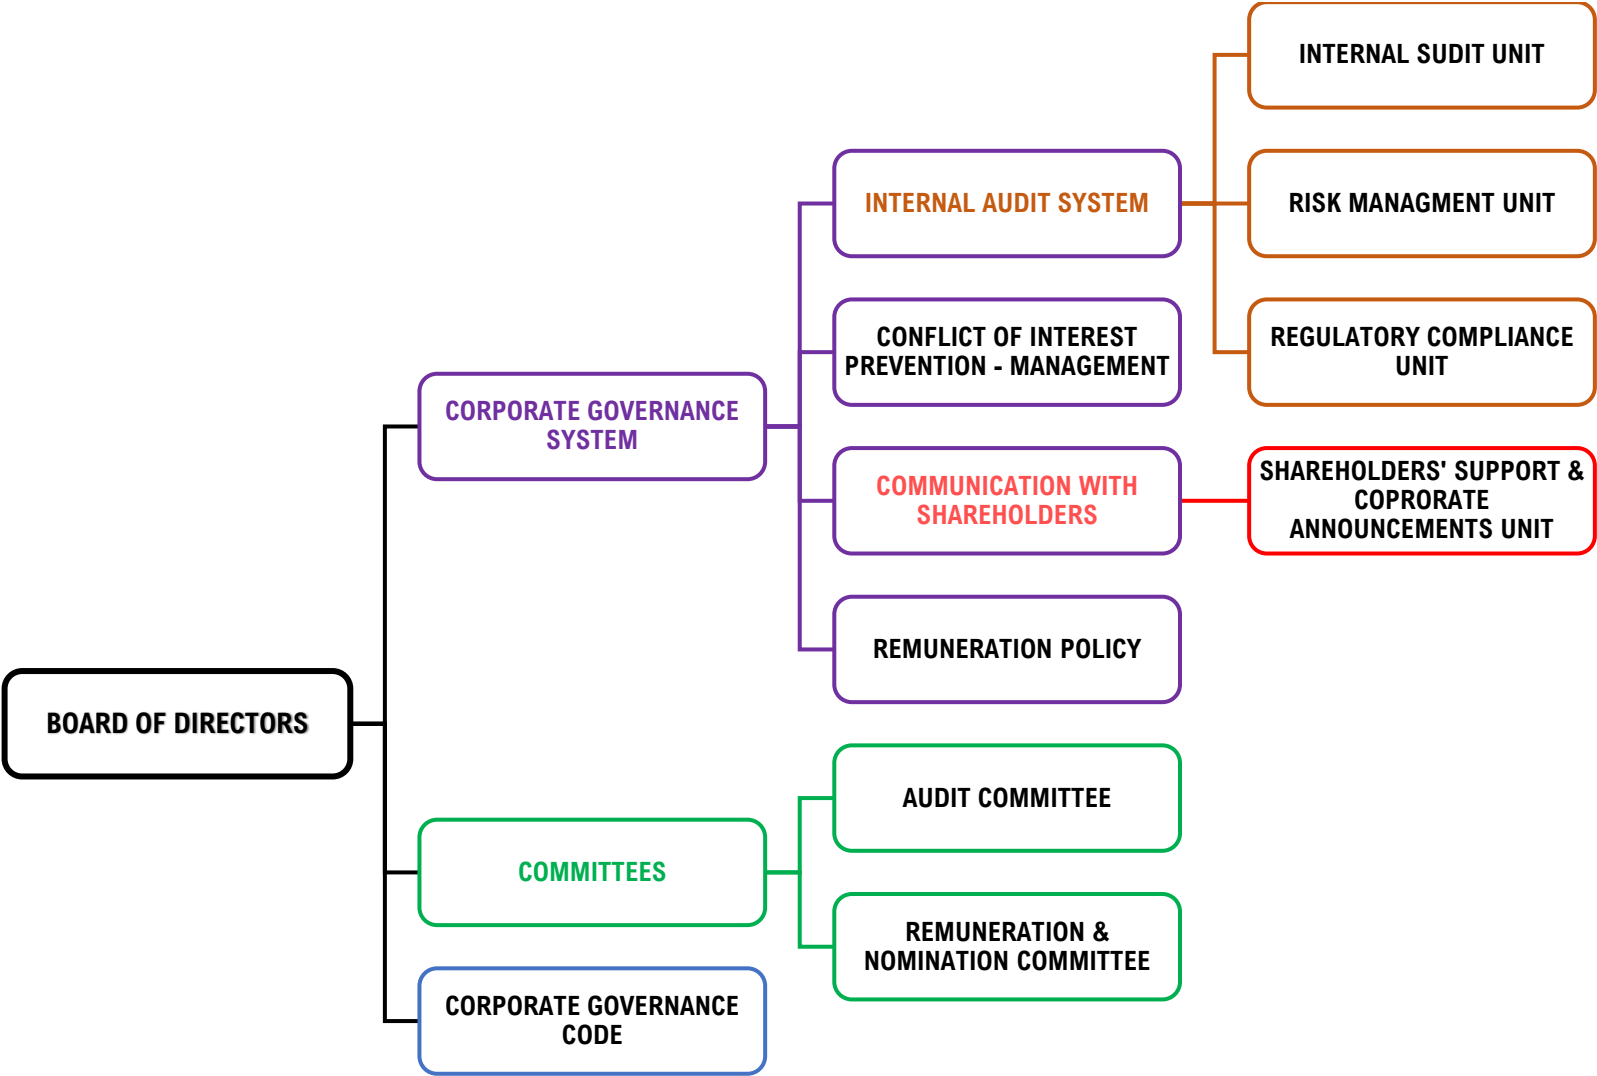 INTERNAL SUDIT UNIT
INTERNAL AUDIT SYSTEM
RISK MANAGMENT UNIT
CONFLICT OF INTEREST
PREVENTION - MANAGEMENT
REGULATORY COMPLIANCE
UNIT
CORPORATE GOVERNANCE
SYSTEM
COMMUNICATION WITH
SHAREHOLDERS
SHAREHOLDERS' SUPPORT &
COPRORATE
ANNOUNCEMENTS UNIT
REMUNERATION POLICY
BOARD OF DIRECTORS
AUDIT COMMITTEE
COMMITTEES
REMUNERATION &
NOMINATION COMMITTEE
CORPORATE GOVERNANCE
CODE